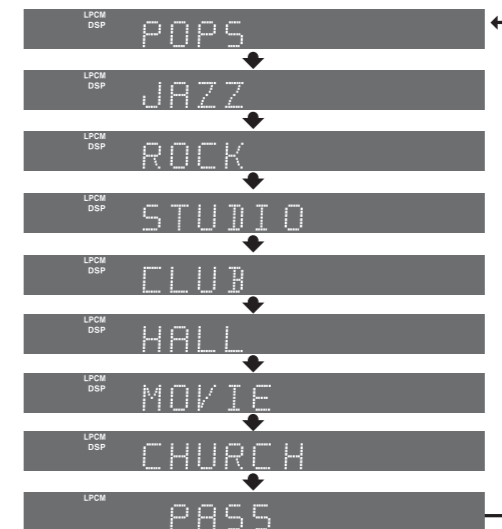 LPCM
DSP
POPS
LPCM
DSP
JAZZ
LPCM
DSP
ROCK
LPCM
DSP
STUDIO
LPCM
DSP
CLUB
LPCM
DSP
HALL
LPCM
DSP
MOVIE
LPCM
DSP
CHURCH
LPCM
PASS